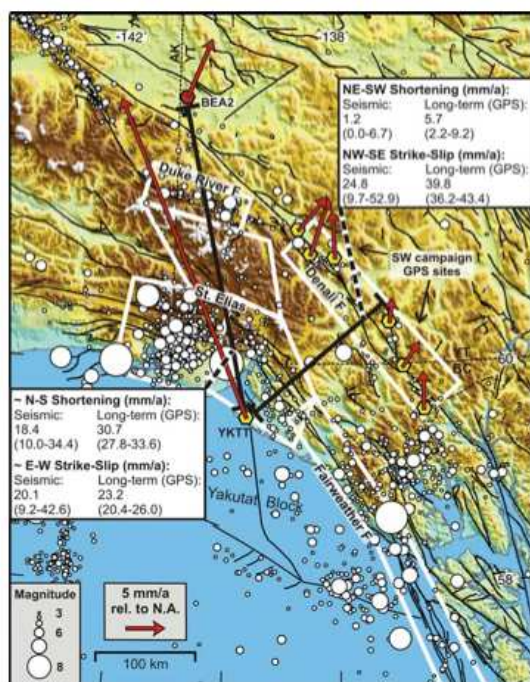 -142
-138
AK
YT
BEA2
NE-SW Shortening (mm/a):
Seismic: Long-term (GPS):
1.2 5.7
(0.0-6.7) (2.2-9.2)
NW-SE Strike-Slip (mm/a):
Seismic: Long-term (GPS):
24.8 39.8
(9.7-52.9) (36.2-43.4)
Duke River F.
SW campaign
GPS sites
Denali F.
St. Elias
YT
BC
60
~ N-S Shortening (mm/a):
Seismic: Long-term (GPS):
18.4 30.7
(10.0-34.4) (27.8-33.6)
~ E-W Strike-Slip (mm/a):
Seismic: Long-term (GPS):
20.1 23.2
(9.2-42.6) (20.4-26.0)
YKTT
Yakutat Block
Fairweather F.
58
Magnitude
3
6
8
5 mm/a
rel. to N.A.
100 km